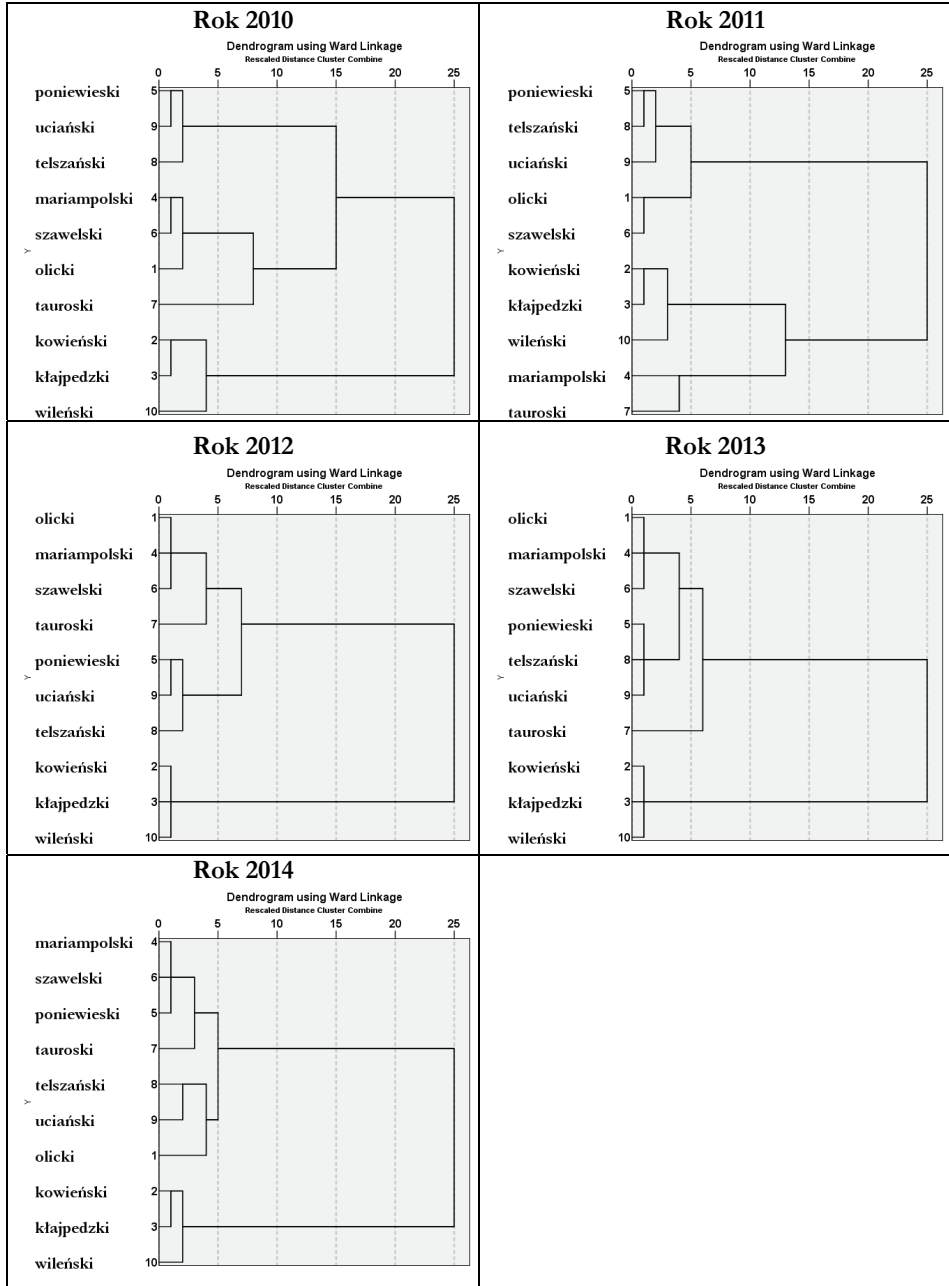 Rok 2010
Dendrogram using Ward Linkage
Rescaled Distance Cluster Combine
0 5 10 15 20 25
poniewieski 5
uciański 9
telszański 8
mariampolski 4
szawelski 6
Y
olicki 1
tauroski 7
kowieński 2
kłajpedzki 3
wileński 10
Rok 2011
Dendrogram using Ward Linkage
Rescaled Distance Cluster Combine
0 5 10 15 20 25
poniewieski 5
telszański 8
uciański 9
olicki 1
szawelski 6
Y
kowieński 2
kłajpedzki 3
wileński 10
mariampolski 4
tauroski 7
Rok 2012
Dendrogram using Ward Linkage
Rescaled Distance Cluster Combine
0 5 10 15 20 25
olicki 1
mariampolski 4
szawelski 6
tauroski 7
poniewieski 5
Y
uciański 9
telszański 8
kowieński 2
kłajpedzki 3
wileński 10
Rok 2013
Dendrogram using Ward Linkage
Rescaled Distance Cluster Combine
0 5 10 15 20 25
olicki 1
mariampolski 4
szawelski 6
poniewieski 5
telszański 8
Y
uciański 9
tauroski 7
kowieński 2
kłajpedzki 3
wileński 10
Rok 2014
Dendrogram using Ward Linkage
Rescaled Distance Cluster Combine
0 5 10 15 20 25
mariampolski 4
szawelski 6
poniewieski 5
tauroski 7
telszański 8
Y
uciański 9
olicki 1
kowieński 2
kłajpedzki 3
wileński 10